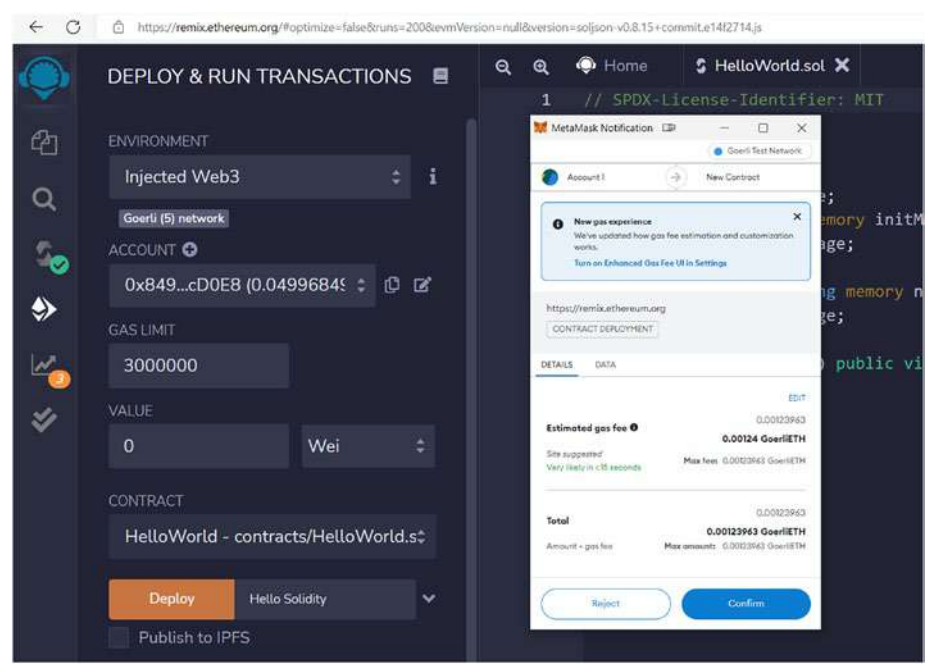 https://remix.ethereum.org/#optimize=false&runs=200&evmVersion=null&version=soljson-v0.8.15+commit.e14f2714.js
DEPLOY & RUN TRANSACTIONS
ENVIRONMENT
Injected Web3
i
Goerli (5) network
ACCOUNT
0x849...cD0E8 (0.0499684
GAS LIMIT
3000000
3
VALUE
0
Wei
CONTRACT
HelloWorld - contracts/HelloWorld.s
Deploy
Hello Solidity
Publish to IPFS
Home
HelloWorld.sol
1 // SPDX-License-Identifier: MIT
;
emory initM
age;
ng memory n
ge;
) public vi
MetaMask Notification
Goerli Test Network
Account 1
New Contract
New gas experience
We've updated how gas fee estimation and customization
works.
Turn on Enhanced Gas Fee UI in Settings
https://remix.ethereum.org
CONTRACT DEPLOYMENT
DETAILS
DATA
EDIT
0.00123963
Estimated gas fee
0.00124 GoerliETH
Site suggested
Very likely in < 15 seconds
Max fee: 0.00123963 GoerliETH
0.00123963
Total
0.00123963 GoerliETH
Amount + gas fee
Max amount: 0.00123963 GoerliETH
Reject
Confirm